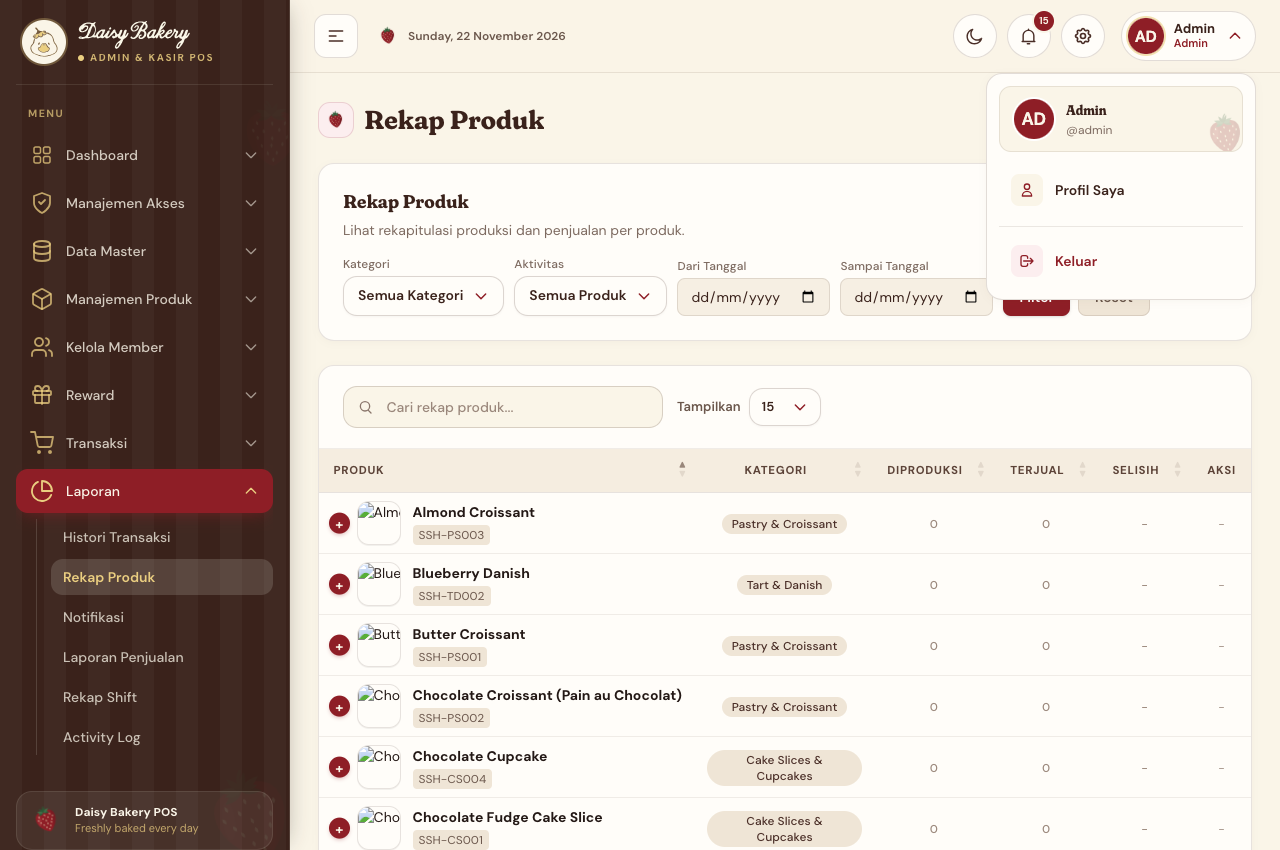 Daisy Bakery
ADMIN & KASIR POS
MENU
Dashboard
Manajemen Akses
Data Master
Manajemen Produk
Kelola Member
Reward
Transaksi
Laporan
Histori Transaksi
Rekap Produk
Notifikasi
Laporan Penjualan
Rekap Shift
Activity Log
Daisy Bakery POS
Freshly baked every day
Sunday, 22 November 2026
15
AD
Admin
Admin
AD
Admin
@admin
Profil Saya
Keluar
Rekap Produk
Rekap Produk
Lihat rekapitulasi produksi dan penjualan per produk.
Kategori
Aktivitas
Dari Tanggal
Sampai Tanggal
Semua Kategori
Semua Produk
dd/mm/yyyy
dd/mm/yyyy
Cari rekap produk...
Tampilkan
15
PRODUK KATEGORI DIPRODUKSI TERJUAL SELISIH AKSI
+ Alm Almond Croissant Pastry & Croissant 0 0 - -
SSH-PS003
+ Blue Blueberry Danish Tart & Danish 0 0 - -
SSH-TD002
+ Butt Butter Croissant Pastry & Croissant 0 0 - -
SSH-PS001
+ Cho Chocolate Croissant (Pain au Chocolat) Pastry & Croissant 0 0 - -
SSH-PS002
+ Cho Chocolate Cupcake Cake Slices & Cupcakes 0 0 - -
SSH-CS004
+ Cho Chocolate Fudge Cake Slice Cake Slices & Cupcakes 0 0 - -
SSH-CS001